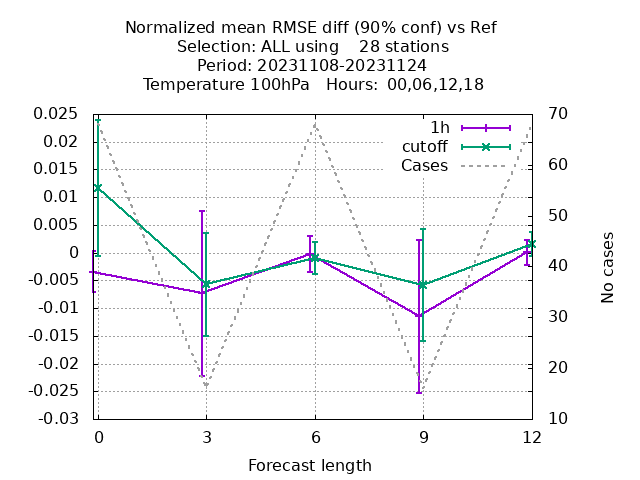 Normalized mean RMSE diff (90% conf) vs Ref
Selection: ALL using    28 stations
Period: 20231108-20231124
Temperature 100hPa   Hours:  00,06,12,18
1h
cutoff
Cases
0.025
0.02
0.015
0.01
0.005
0
-0.005
-0.01
-0.015
-0.02
-0.025
-0.03
70
60
50
40
30
20
10
No cases
0 3 6 9 12
Forecast length